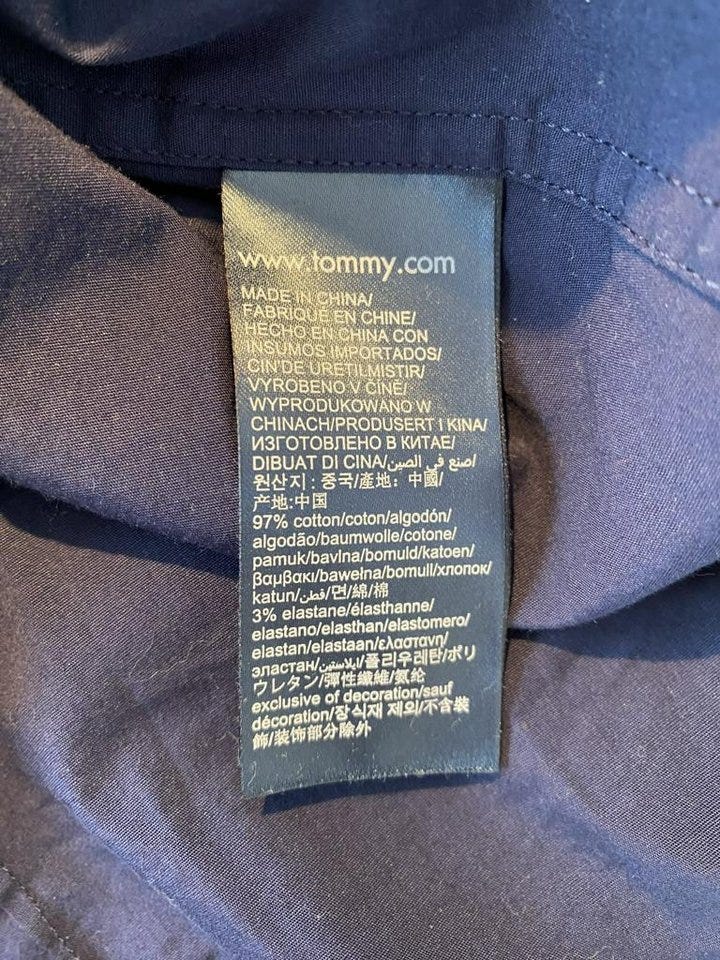 www.tommy.com
MADE IN CHINA/
FABRIQUÉ EN CHINE/
HECHO EN CHINA CON
INSUMOS IMPORTADOS/
CIN'DE URETILMISTIR/
VYROBENO V CÍNE/
WYPRODUKOWANO W
CHINACH/PRODUSERT I KINA/
ИЗГОТОВЛЕНО В КИТАЕ/
DIBUAT DI CINA/صنع في الصين/
원산지: 중국/產地: 中國/
产地:中国
97% cotton/coton/algodón/
algodão/baumwolle/cotone/
pamuk/bavlna/bomuld/katoen/
βαμβακι/bawełna/bomull/хлопок/
katun/قطن/면/綿/棉
3% elastane/élasthanne/
elastano/elasthan/elastomero/
elastan/elastaan/ελαστανη/
эластан/ايلاستين/폴리우레탄/ポリ
ウレタン/彈性纖維/氨纶
exclusive of decoration/sauf
décoration/장식재 제외/不含裝
飾/装饰部分除外